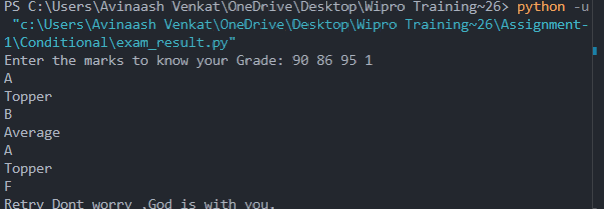 PS C:\Users\Avinaash Venkat\OneDrive\Desktop\Wipro Training~26> python -u
"c:\Users\Avinaash Venkat\OneDrive\Desktop\Wipro Training~26\Assignment-
1\Conditional\exam_result.py"
Enter the marks to know your Grade: 90 86 95 1
A
Topper
B
Average
A
Topper
F
Retry Dont worry ,God is with you.